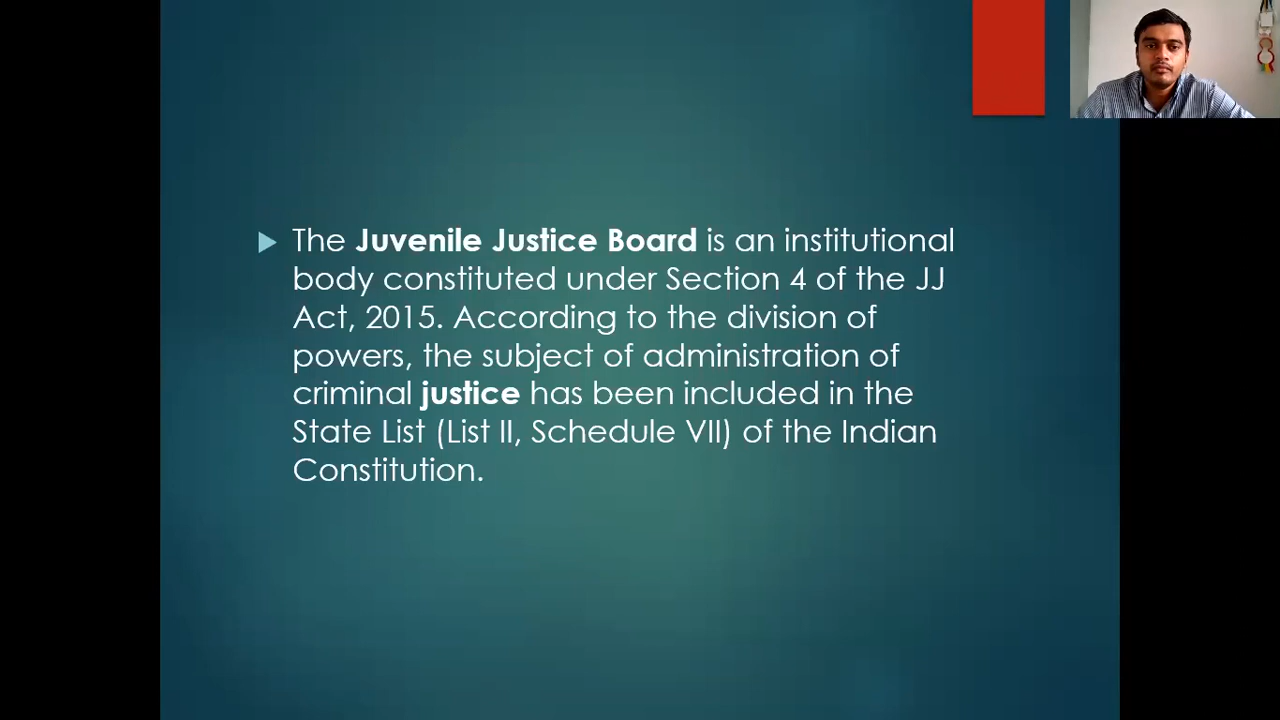 The Juvenile Justice Board is an institutional
body constituted under Section 4 of the JJ
Act, 2015. According to the division of
powers, the subject of administration of
criminal justice has been included in the
State List (List II, Schedule VII) of the Indian
Constitution.